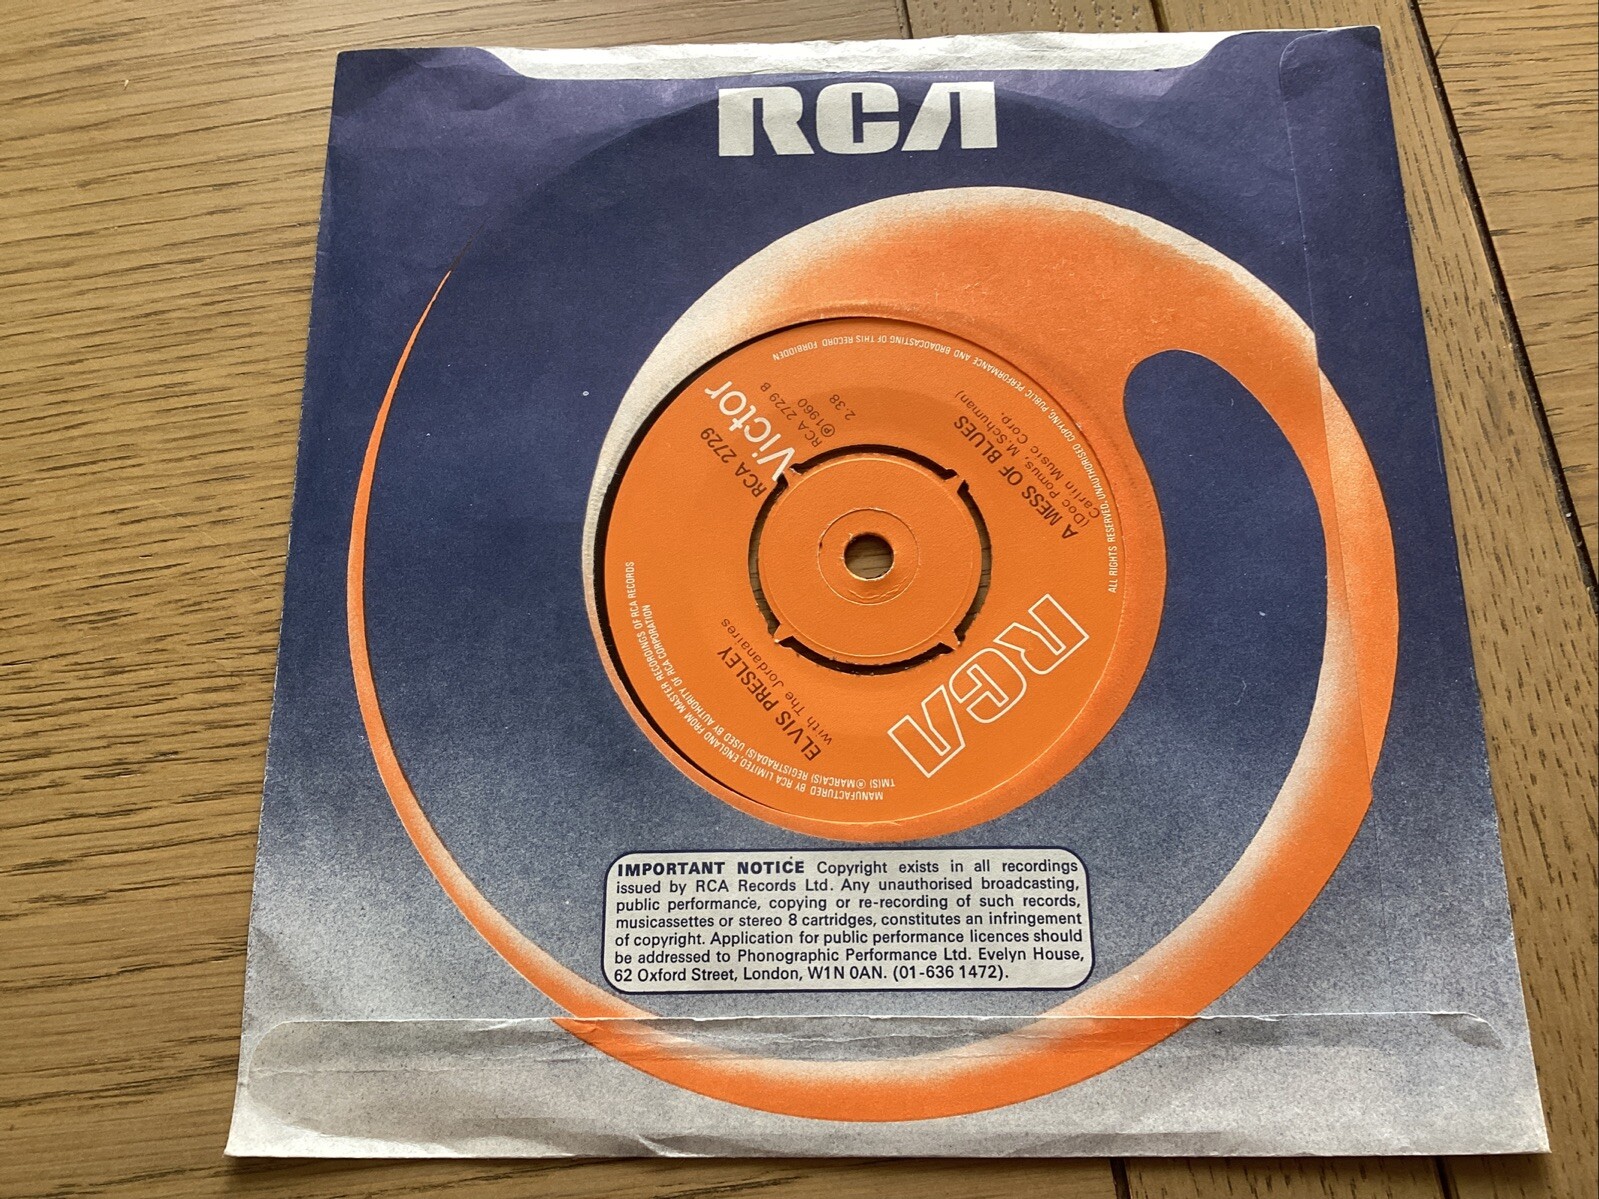 RCA
RCA
Victor
RCA 2729
RCA 2729 B
℗1960
2.38
A MESS OF BLUES
(Doc Pomus, M.Schuman)
Carlin Music Corp.
ELVIS PRESLEY
with The Jordanaires
ALL RIGHTS RESERVED. UNAUTHORISED COPYING, PUBLIC PERFORMANCE AND BROADCASTING OF THIS RECORD FORBIDDEN
MANUFACTURED BY RCA LIMITED ENGLAND FROM MASTER RECORDINGS OF RCA RECORDS
TM(S) ® MARCA(S) REGISTRADA(S) USED BY AUTHORITY OF RCA CORPORATION
IMPORTANT NOTICE Copyright exists in all recordings
issued by RCA Records Ltd. Any unauthorised broadcasting,
public performance, copying or re-recording of such records,
musicassettes or stereo 8 cartridges, constitutes an infringement
of copyright. Application for public performance licences should
be addressed to Phonographic Performance Ltd. Evelyn House,
62 Oxford Street, London, W1N 0AN. (01-636 1472).